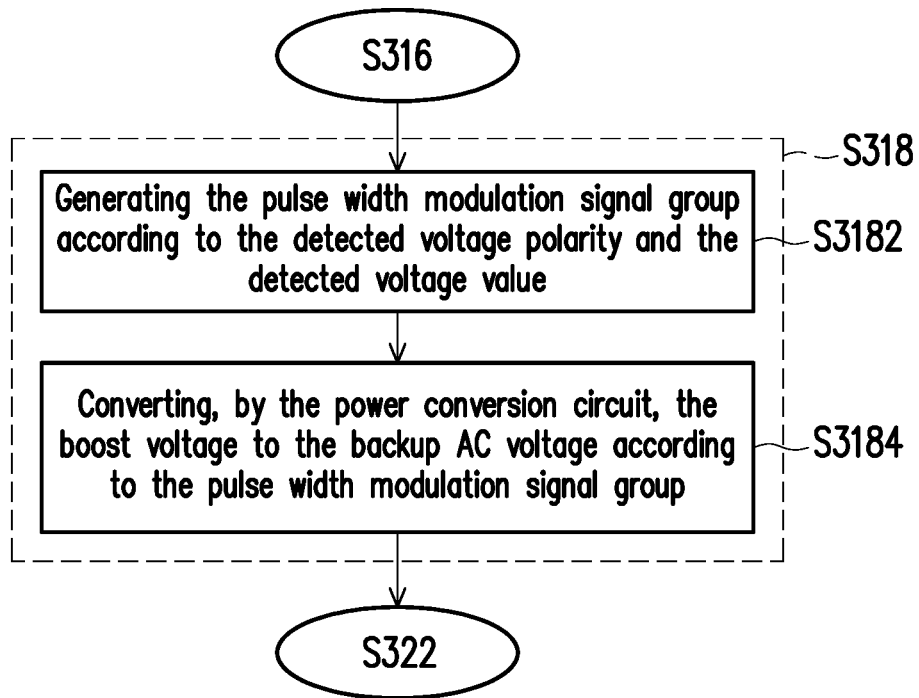 S316
S318
Generating the pulse width modulation signal group
according to the detected voltage polarity and the
detected voltage value
S3182
Converting, by the power conversion circuit, the
boost voltage to the backup AC voltage according
to the pulse width modulation signal group
S3184
S322